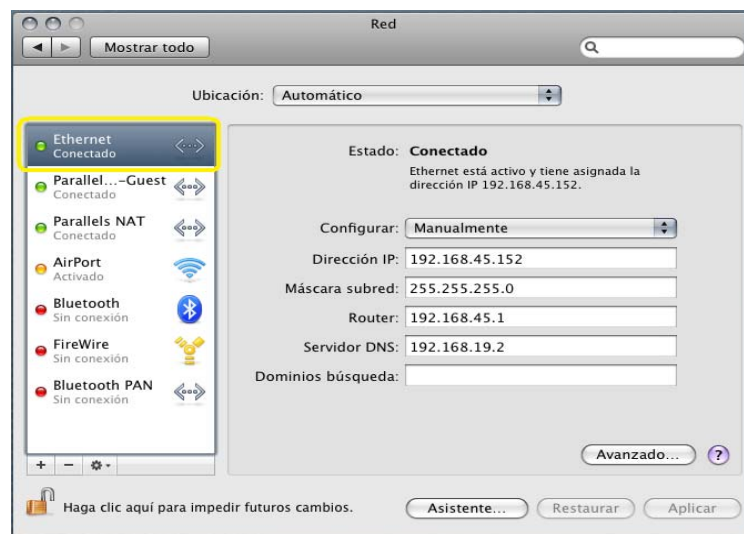 Red
Mostrar todo
Ubicación: Automático
Ethernet
Conectado
Parallel...-Guest
Conectado
Parallels NAT
Conectado
AirPort
Activado
Bluetooth
Sin conexión
FireWire
Sin conexión
Bluetooth PAN
Sin conexión
Estado: Conectado
Ethernet está activo y tiene asignada la
dirección IP 192.168.45.152.
Configurar: Manualmente
Dirección IP: 192.168.45.152
Máscara subred: 255.255.255.0
Router: 192.168.45.1
Servidor DNS: 192.168.19.2
Dominios búsqueda:
Avanzado... ?
Haga clic aquí para impedir futuros cambios.
Asistente... Restaurar Aplicar